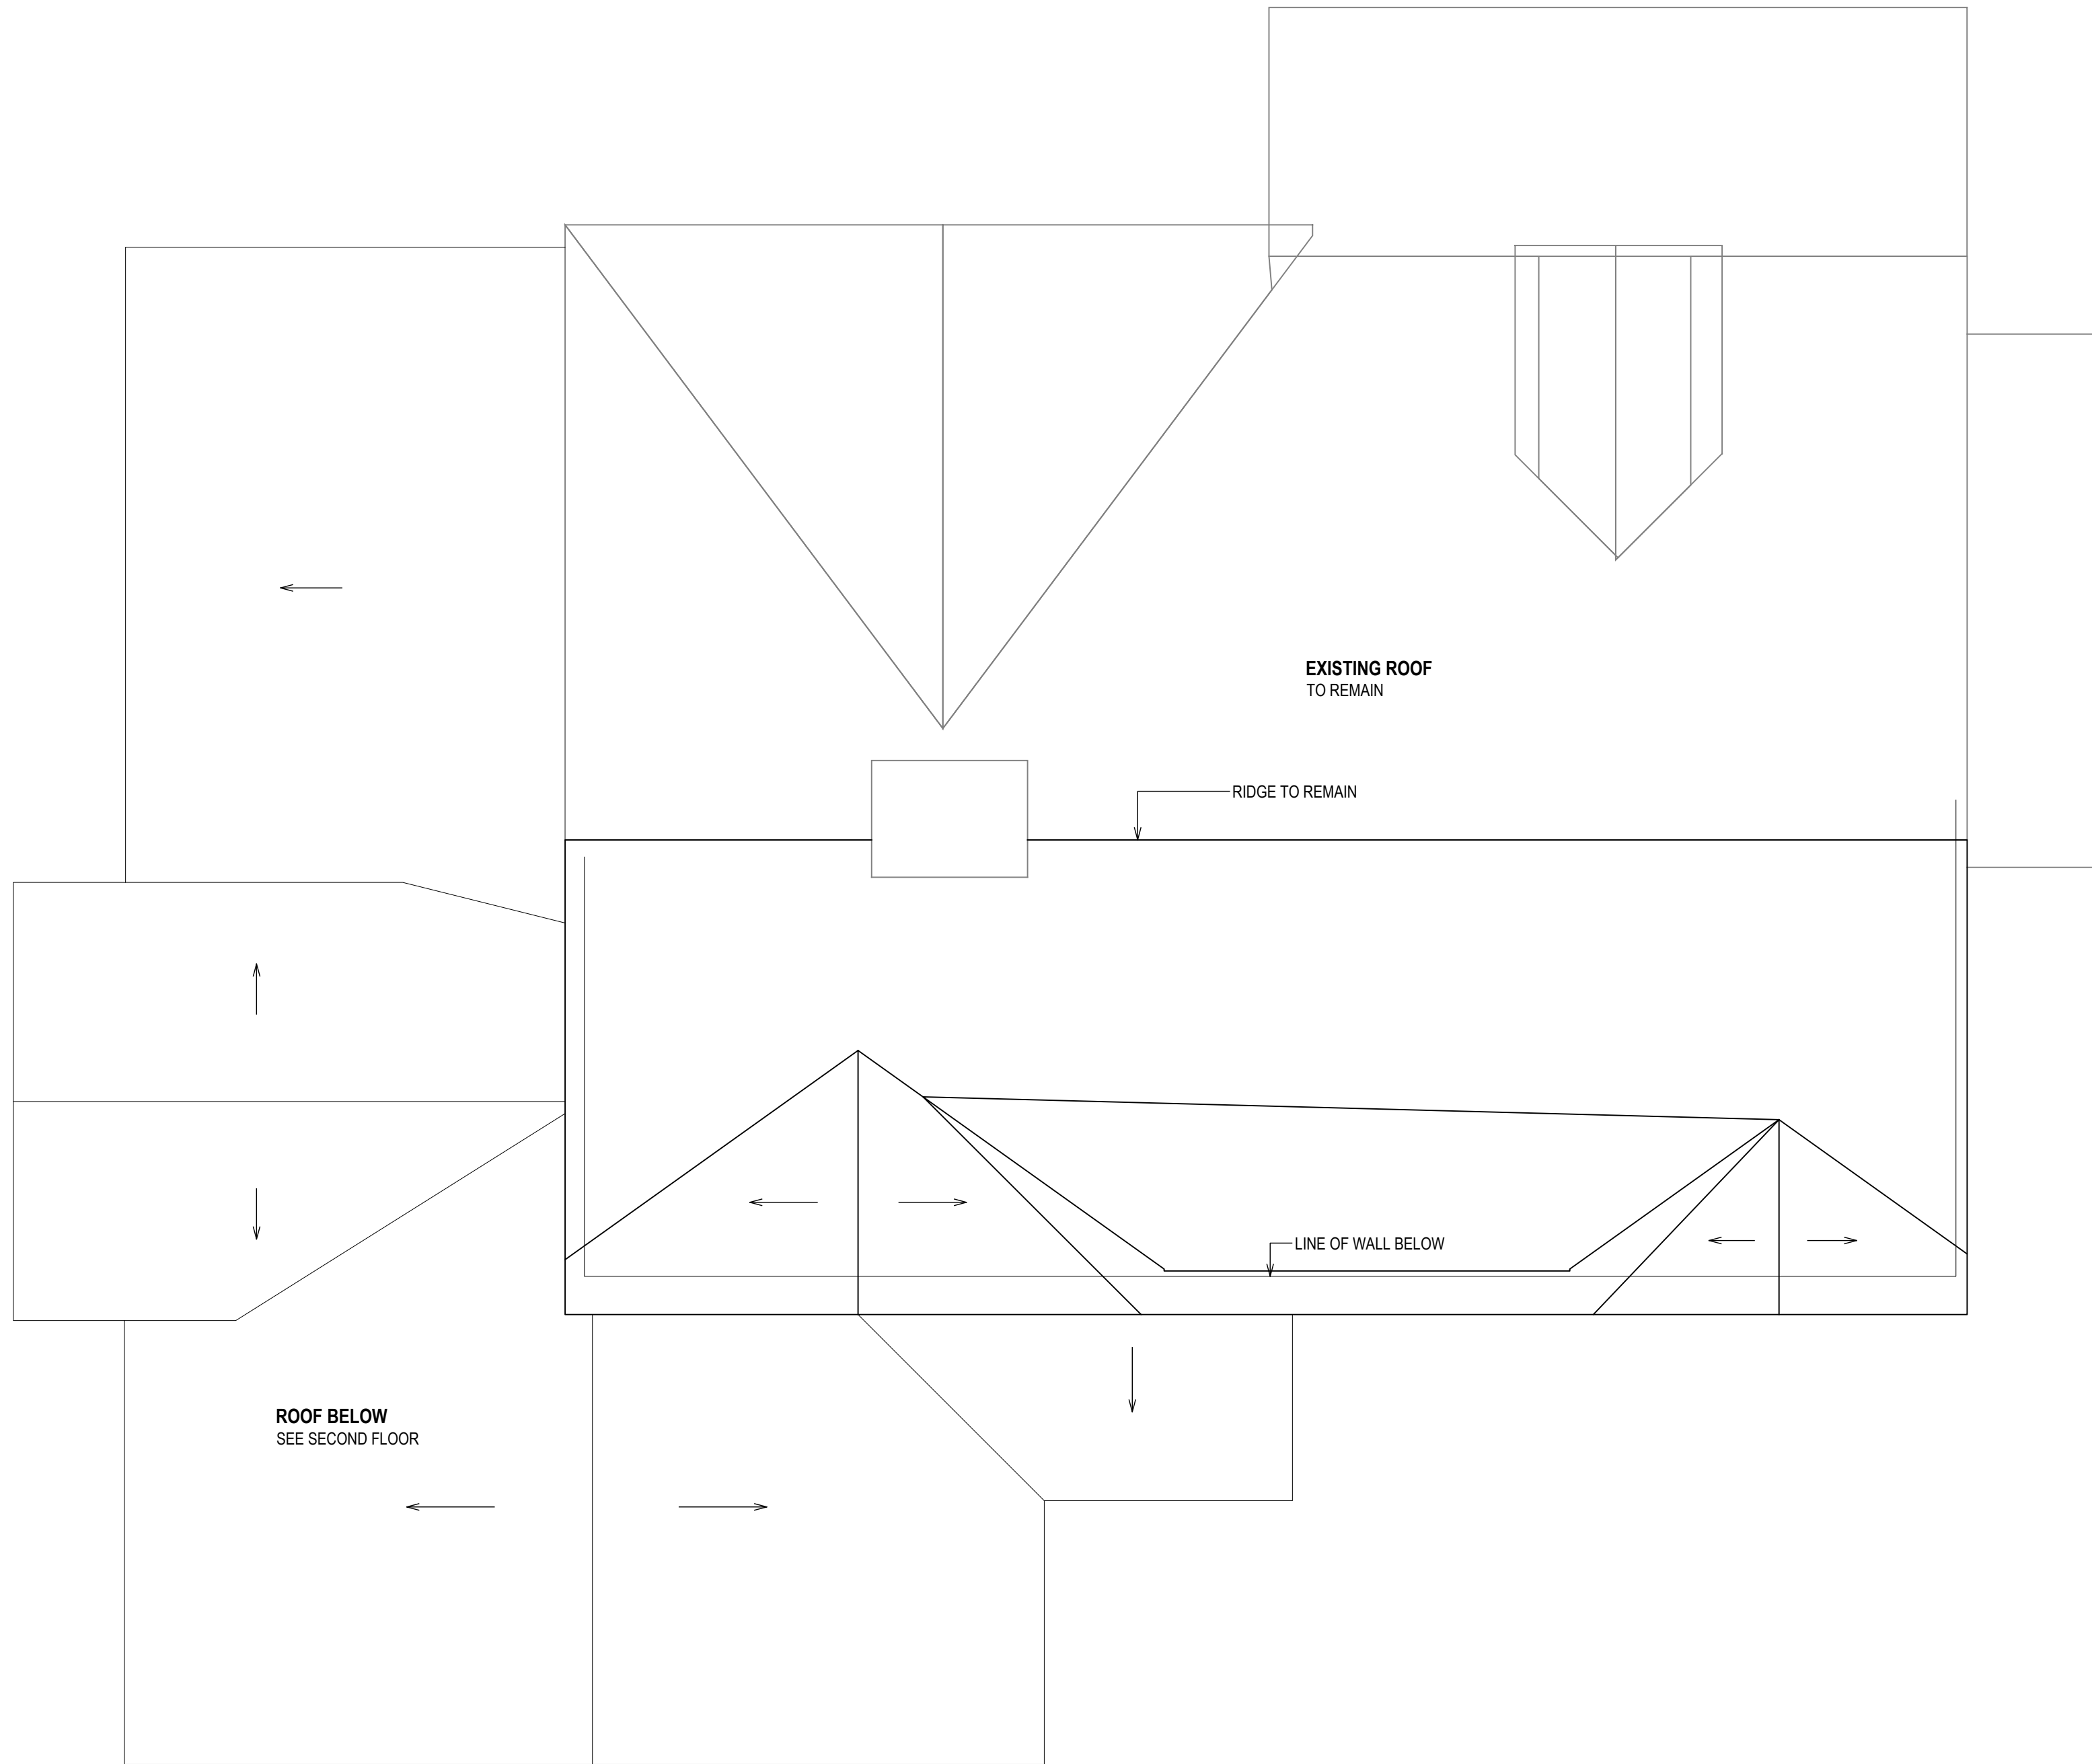 EXISTING ROOF
TO REMAIN
RIDGE TO REMAIN
LINE OF WALL BELOW
ROOF BELOW
SEE SECOND FLOOR